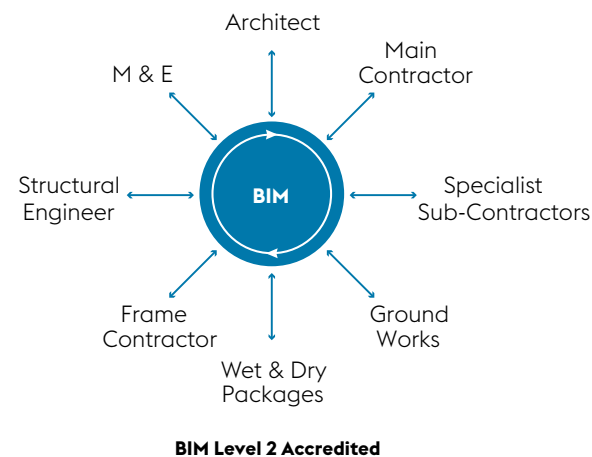 Architect
M & E
Main
Contractor
Structural
Engineer
BIM
Specialist
Sub-Contractors
Frame
Contractor
Ground
Works
Wet & Dry
Packages
BIM Level 2 Accredited